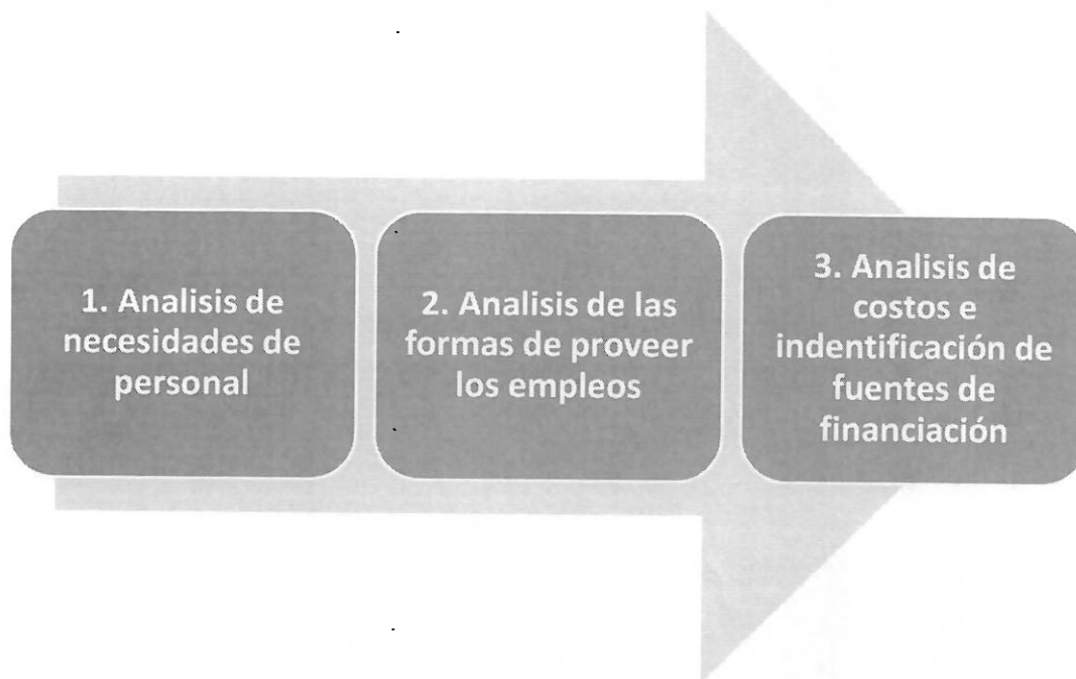 1. Analisis de
necesidades de
personal
2. Analisis de las
formas de proveer
los empleos
3. Analisis de
costos e
indentificación de
fuentes de
financiación